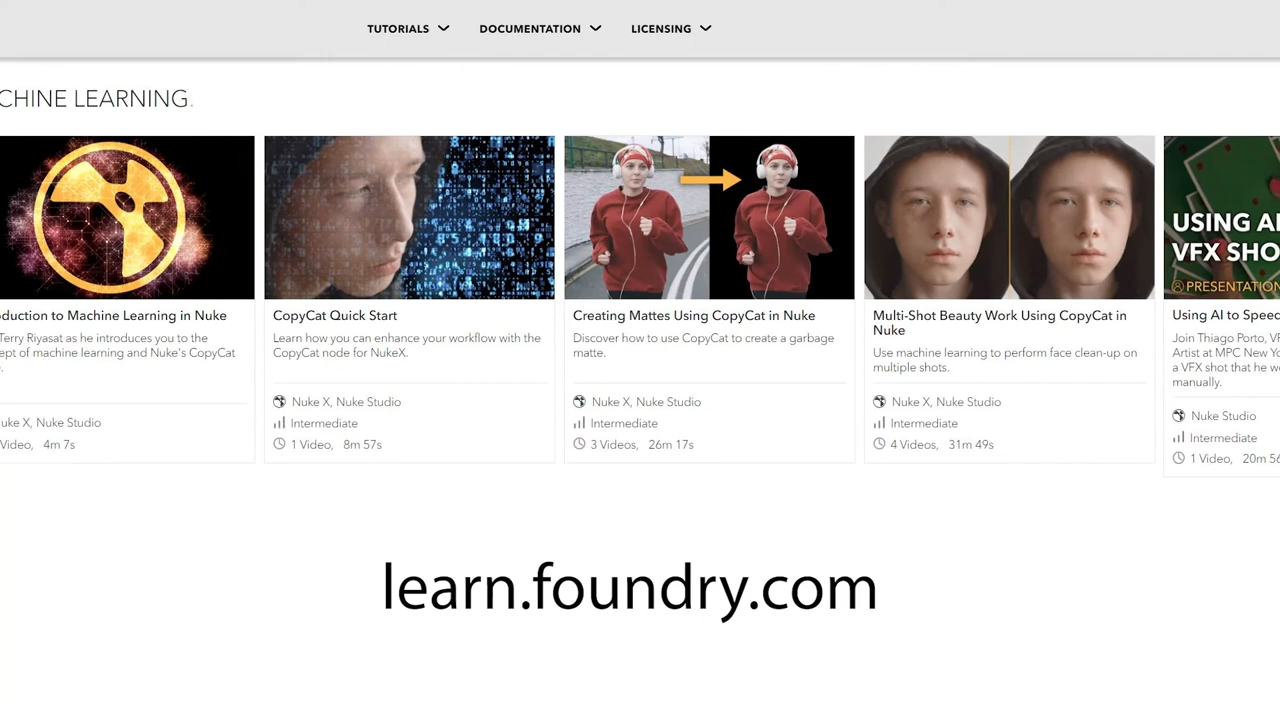 TUTORIALS DOCUMENTATION LICENSING
CHINE LEARNING.
duction to Machine Learning in Nuke
Terry Riyasat as he introduces you to the
ept of machine learning and Nuke's CopyCat
uke X, Nuke Studio
Video, 4m 7s
CopyCat Quick Start
Learn how you can enhance your workflow with the
CopyCat node for NukeX.
Nuke X, Nuke Studio
Intermediate
1 Video, 8m 57s
Creating Mattes Using CopyCat in Nuke
Discover how to use CopyCat to create a garbage
matte.
Nuke X, Nuke Studio
Intermediate
3 Videos, 26m 17s
Multi-Shot Beauty Work Using CopyCat in
Nuke
Use machine learning to perform face clean-up on
multiple shots.
Nuke X, Nuke Studio
Intermediate
4 Videos, 31m 49s
USING AI
VFX SHO
PRESENTATION
Using AI to Speed
Join Thiago Porto, VF
Artist at MPC New Yo
a VFX shot that he wo
manually.
Nuke Studio
Intermediate
1 Video, 20m 56
learn.foundry.com